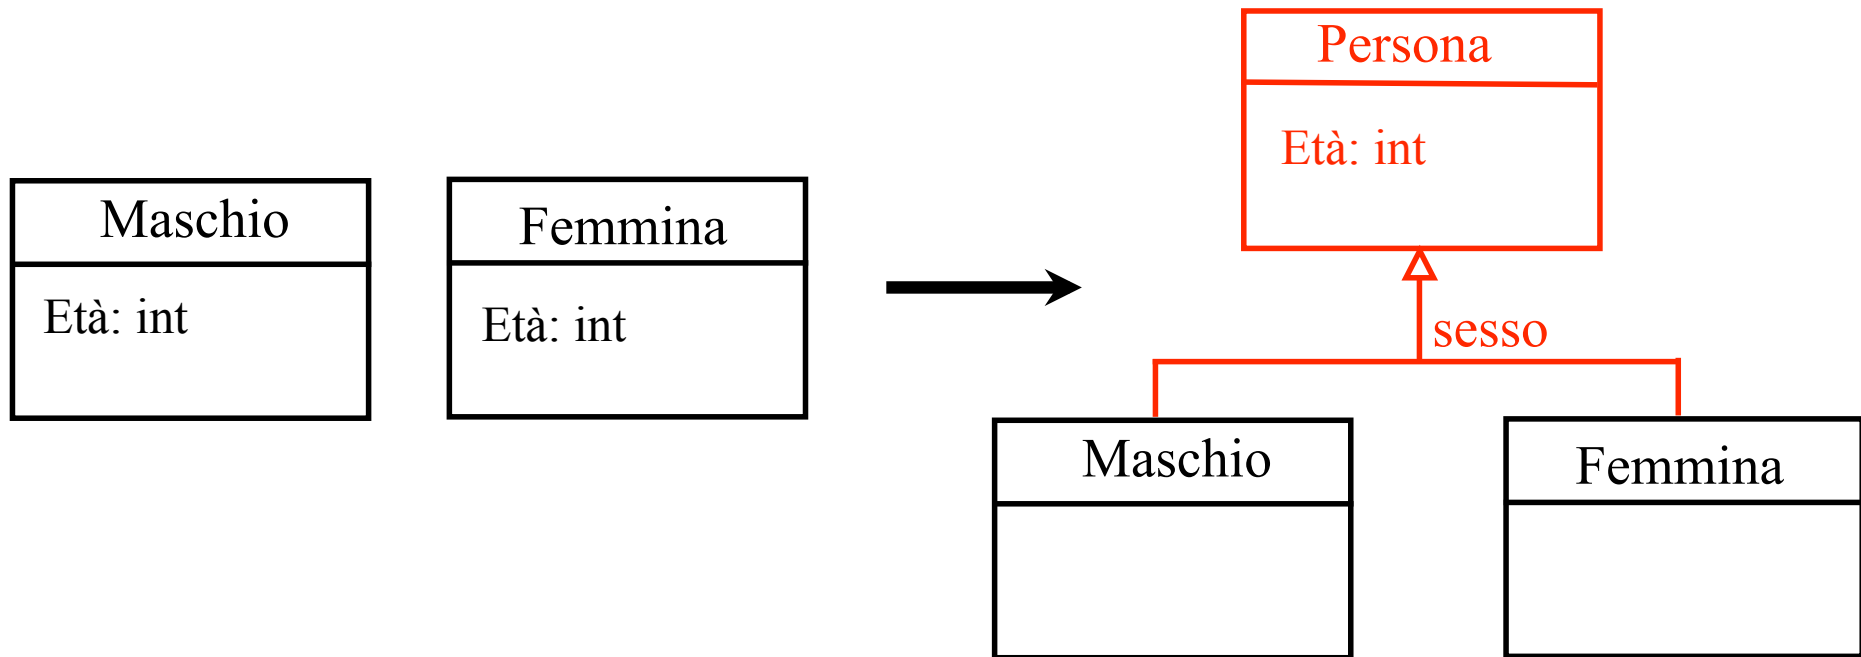 Maschio
Età: int
Femmina
Età: int
Persona
Età: int
sesso
Maschio
Femmina